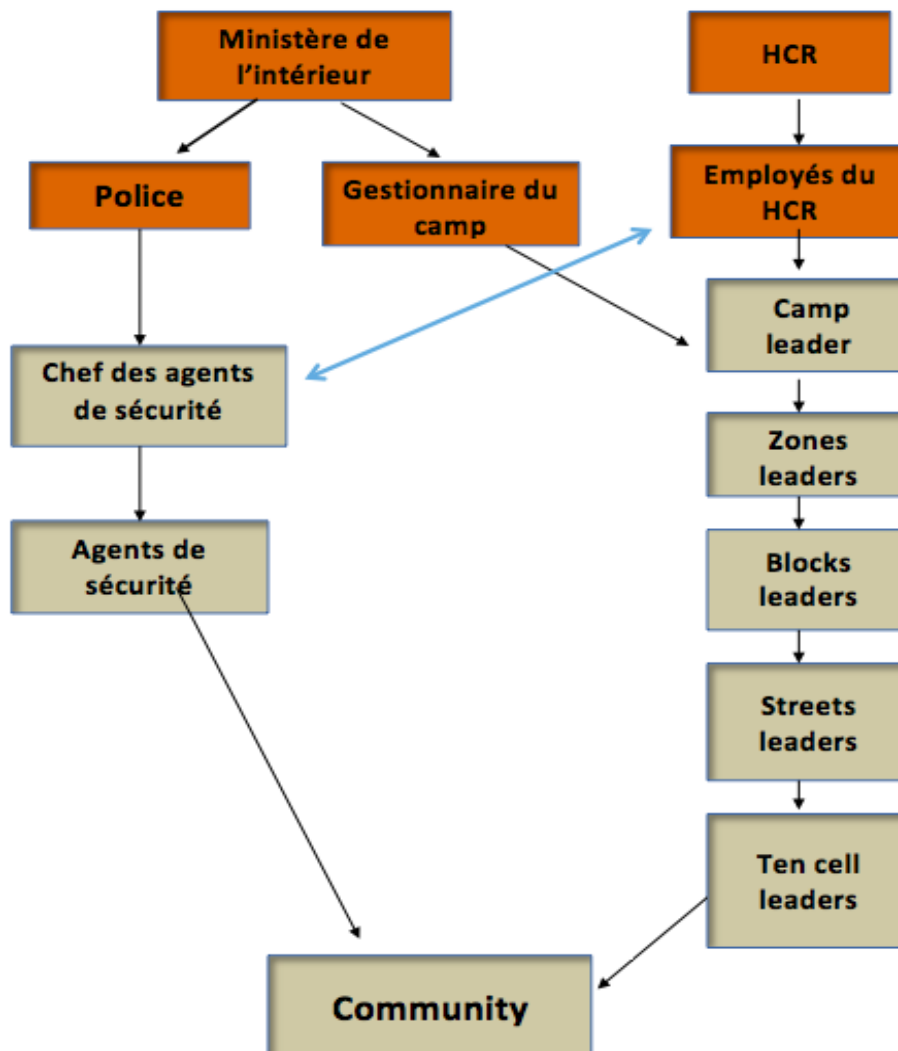 Ministère de
l'intérieur
HCR
Police
Gestionnaire du
camp
Employés du
HCR
Camp
leader
Chef des agents
de sécurité
Zones
leaders
Agents de
sécurité
Blocks
leaders
Streets
leaders
Ten cell
leaders
Community